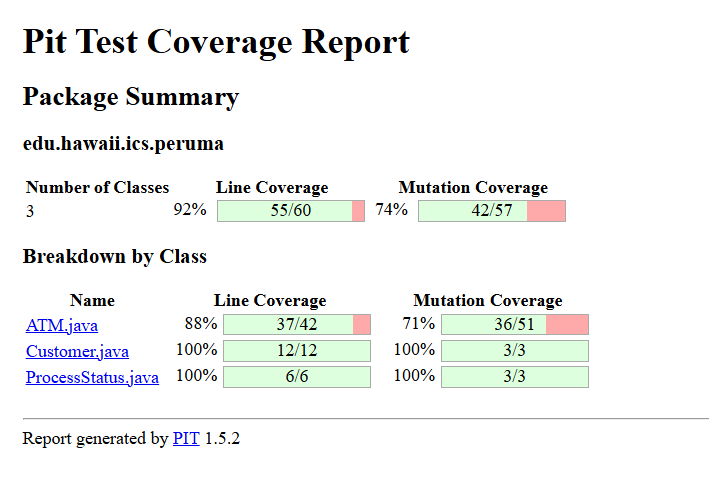 Pit Test Coverage Report
Package Summary
edu.hawaii.ics.peruma
Number of Classes Line Coverage Mutation Coverage
3 92% 55/60 74% 42/57
Breakdown by Class
Name Line Coverage Mutation Coverage
ATM.java 88% 37/42 71% 36/51
Customer.java 100% 12/12 100% 3/3
ProcessStatus.java 100% 6/6 100% 3/3
Report generated by PIT 1.5.2